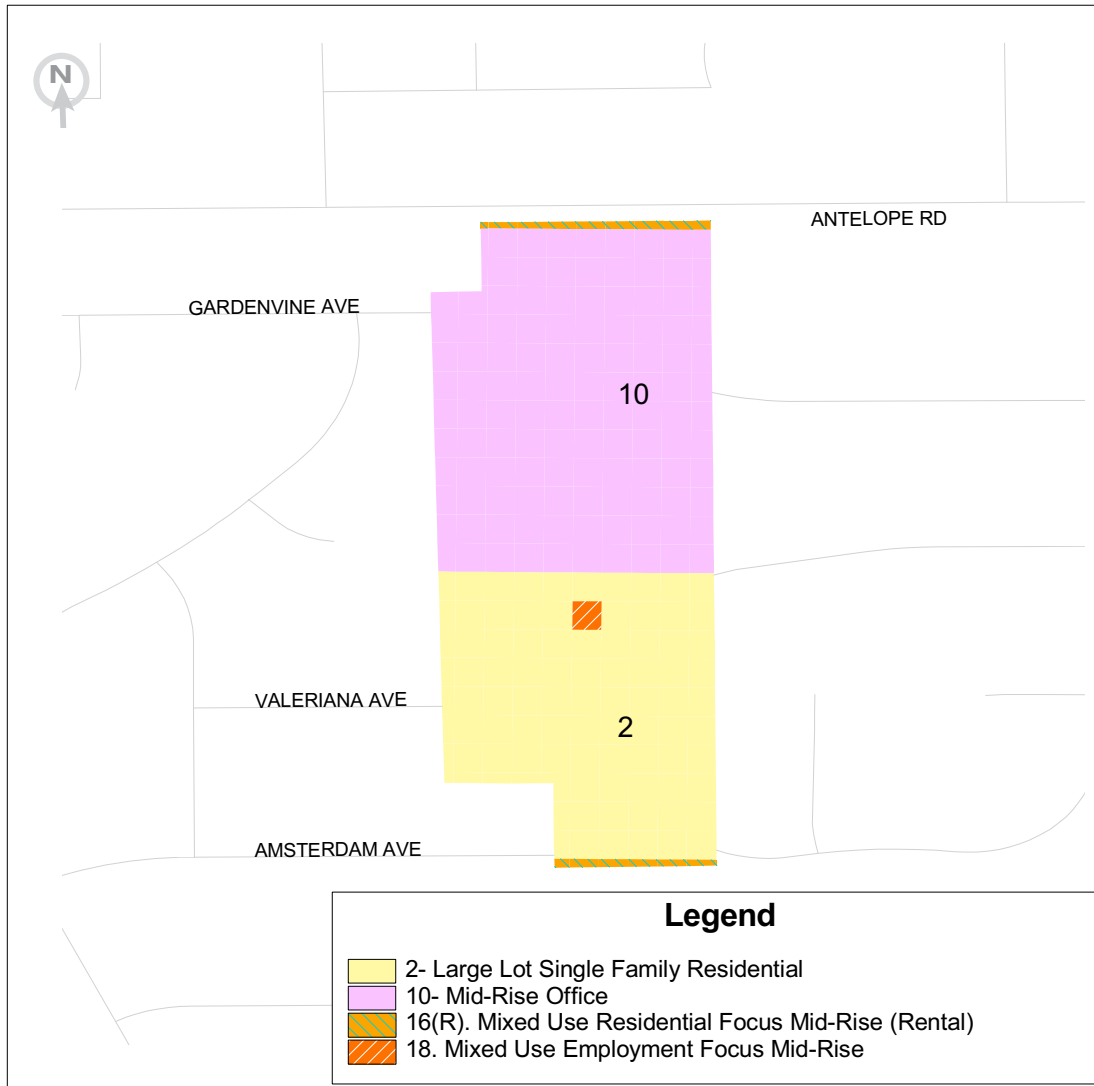 N
ANTELOPE RD
GARDENVINE AVE
10
VALERIANA AVE
2
AMSTERDAM AVE
Legend
2- Large Lot Single Family Residential
10- Mid-Rise Office
16(R). Mixed Use Residential Focus Mid-Rise (Rental)
18. Mixed Use Employment Focus Mid-Rise